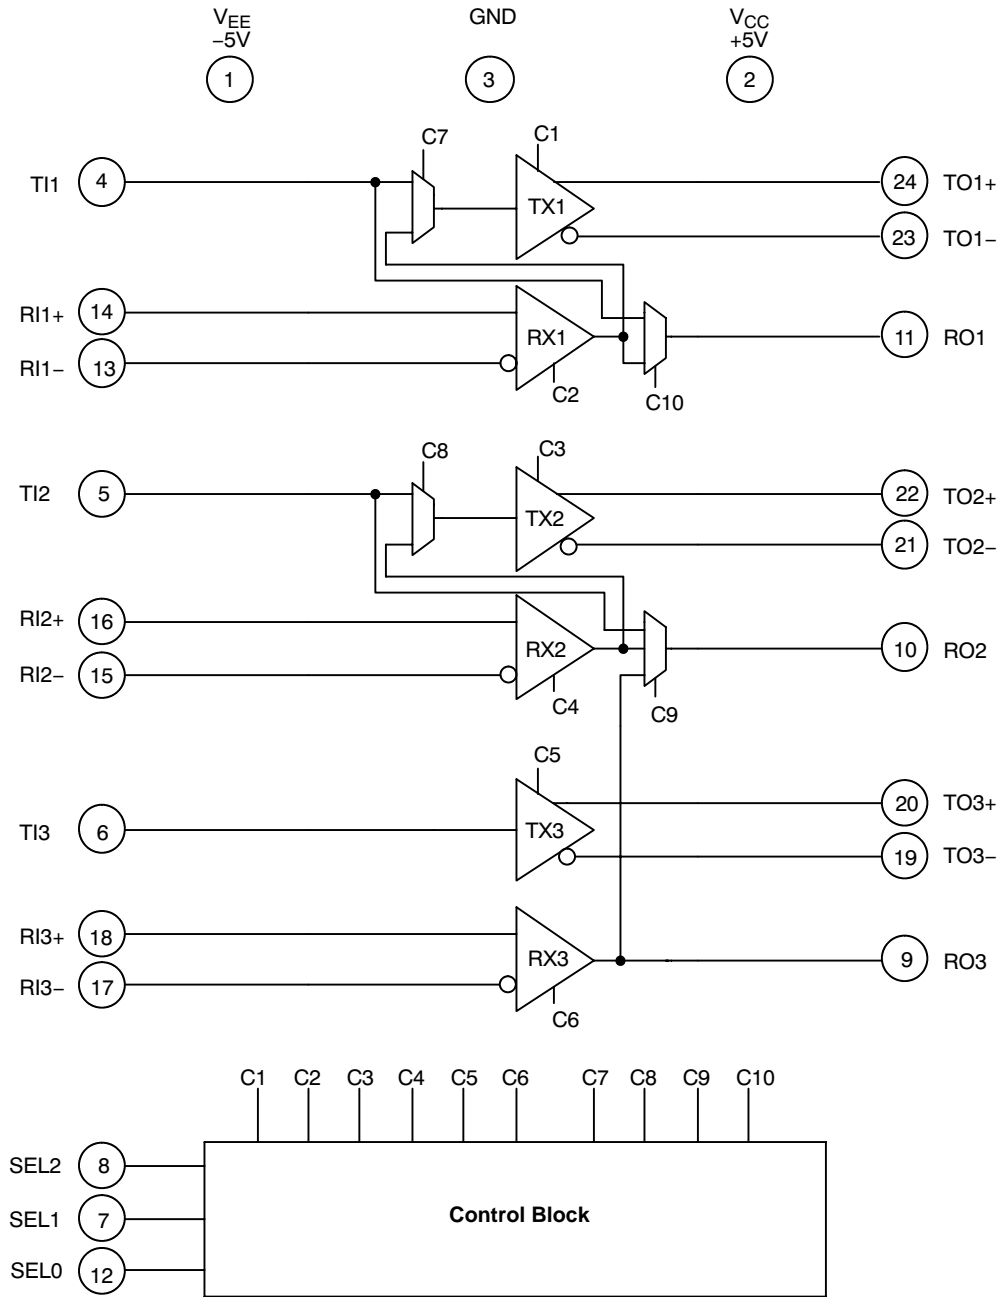 VEE GND VCC
−5V +5V
1 3 2
C7 C1
TI1 4 24 TO1+
TX1
23 TO1−
RI1+ 14
RX1 11 RO1
RI1− 13
C2 C10
C8 C3
TI2 5 22 TO2+
TX2
21 TO2−
RI2+ 16
RX2 10 RO2
RI2− 15
C4 C9
C5
20 TO3+
TI3 6 TX3
19 TO3−
RI3+ 18
RX3 9 RO3
RI3− 17
C6
C1 C2 C3 C4 C5 C6 C7 C8 C9 C10
SEL2 8
SEL1 7 Control Block
SEL0 12